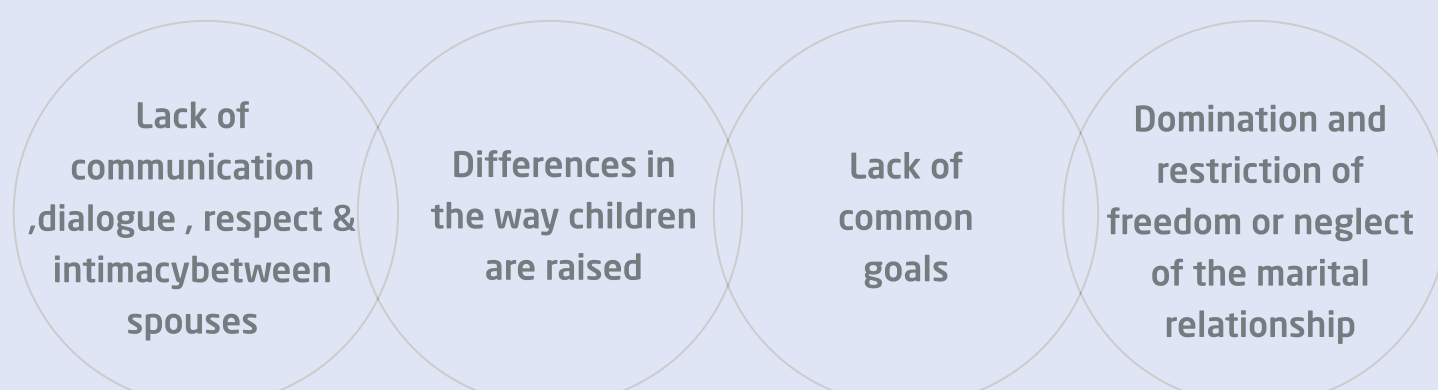 Lack of
communication
,dialogue , respect &
intimacybetween
spouses
Differences in
the way children
are raised
Lack of
common
goals
Domination and
restriction of
freedom or neglect
of the marital
relationship